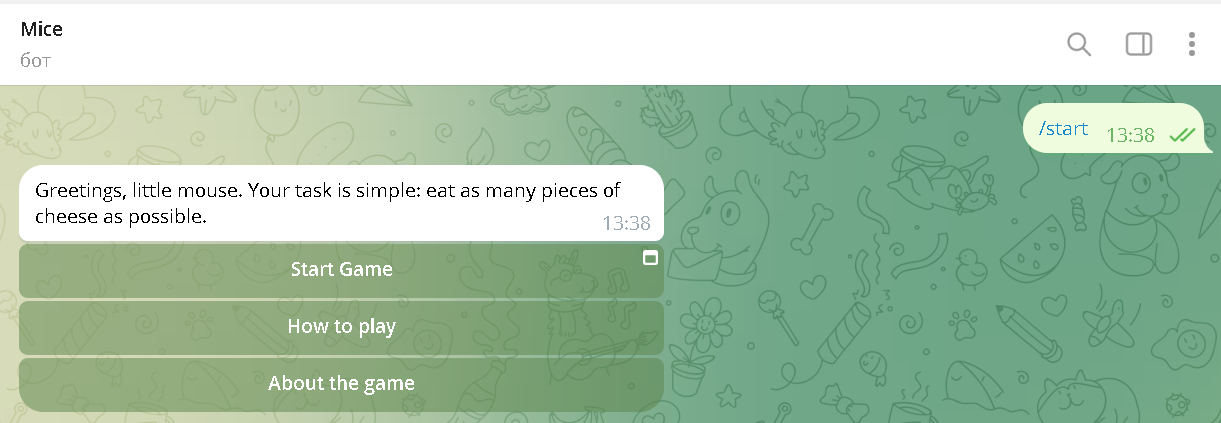 Mice
бот
/start 13:38
Greetings, little mouse. Your task is simple: eat as many pieces of
cheese as possible.
13:38
Start Game
How to play
About the game